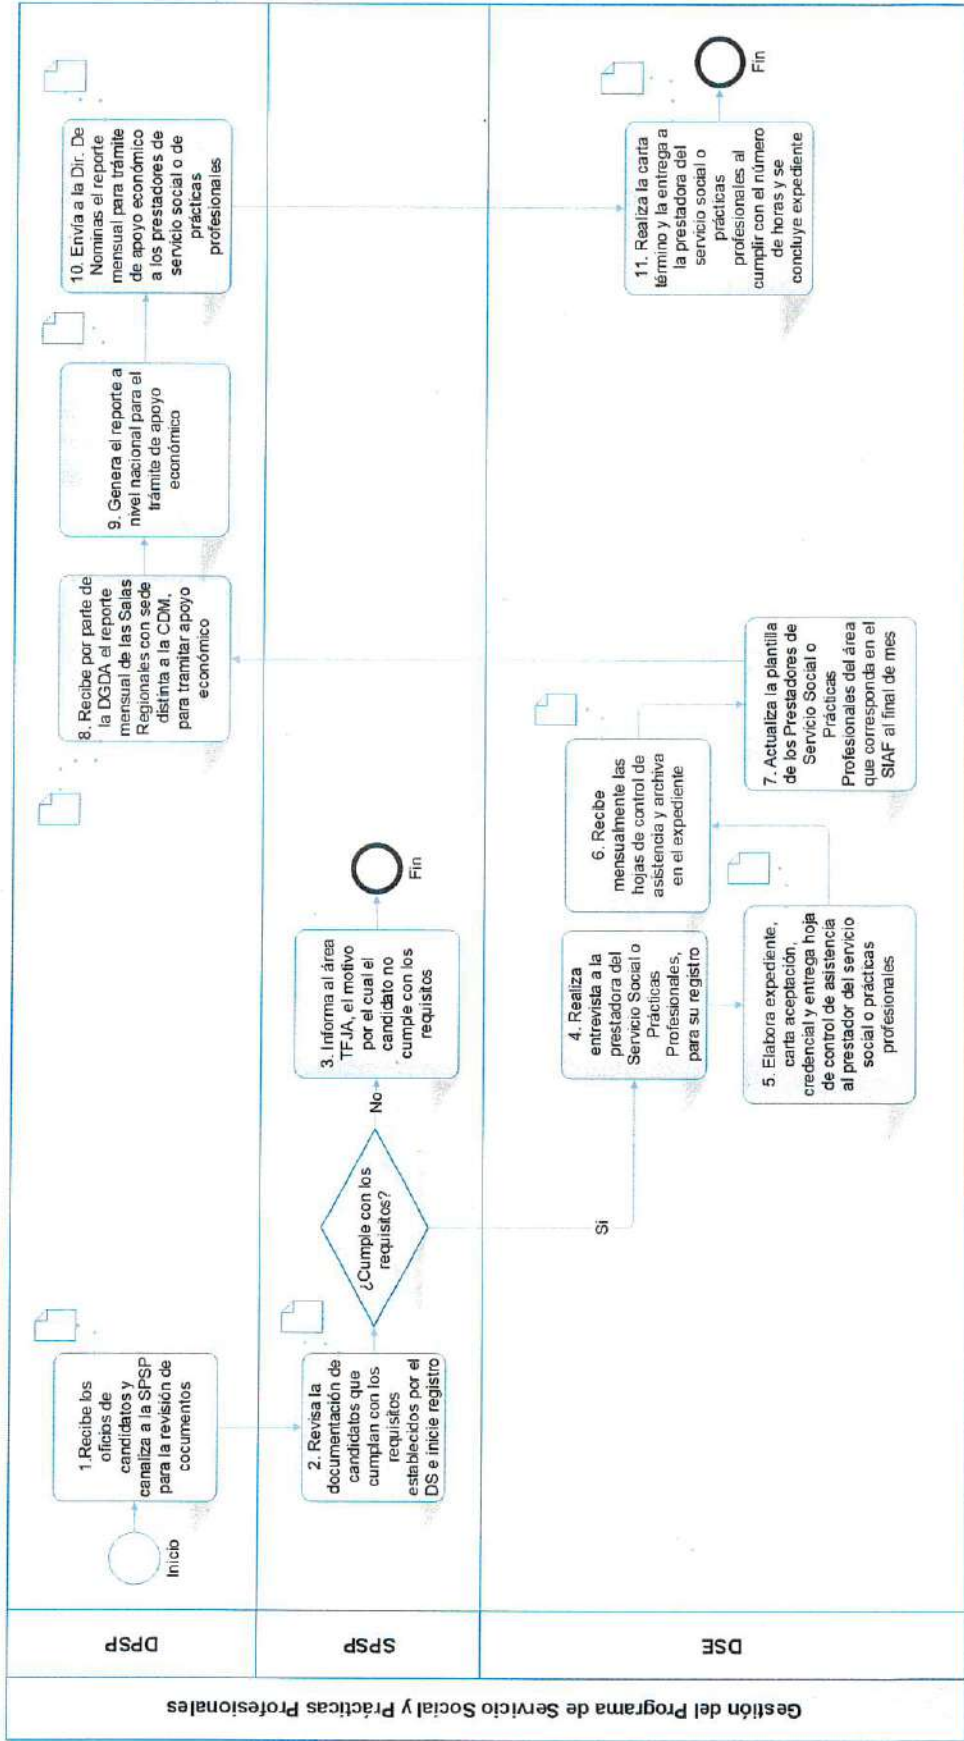 Gestión del Programa de Servicio Social y Prácticas Profesionales
DPSP
Inicio
1.Recibe los
oficios de
candidatos y
canaliza a la SPSP
para la revisión de
cocumentos
8. Recibe por parte de
la DGDA el reporte
mensual de las Salas
Regionales con sede
distinta a la CDM,
para tramitar apoyo
económico
9. Genera el reporte a
nivel nacional para el
trámite de apoyo
económico
10. Envía a la Dir. De
Nominas el reporte
mensual para trámite
de apoyo económico
a los prestadores de
servicio social o de
prácticas
profesionales
SPSP
2. Revisa la
documentación de
candidatos que
cumplan con los
requisitos
establecidos por el
DS e inicie registro
¿Cumple con los
requisitos?
No
3. Informa al área
TFJA, el motivo
por el cual el
candidato no
cumple con los
requisitos
Fin
DSE
Si
4. Realiza
entrevista a la
prestadora del
Servicio Social o
Prácticas
Profesionales,
para su registro
5. Elabora expediente,
carta aceptación,
credencial y entrega hoja
de control de asistencia
al prestador del servicio
social o prácticas
profesionales
6. Recibe
mensualmente las
hojas de control de
asistencia y archiva
en el expediente
7. Actualiza la plantilla
de los Prestadores de
Servicio Social o
Prácticas
Profesionales del área
que corresponda en el
SIAF al final de mes
11. Realiza la carta
término y la entrega a
la prestadora del
servicio social o
prácticas
profesionales al
cumplir con el número
de horas y se
concluye expediente
Fin